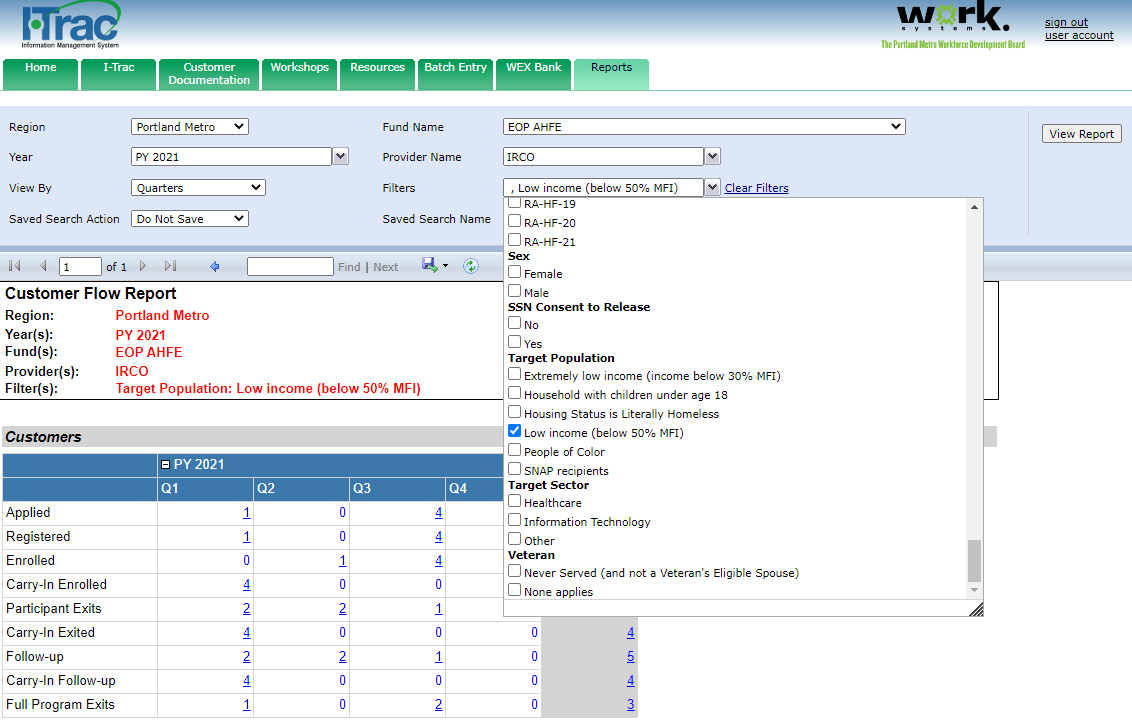 I-Trac
Information Management System
work.
systems
The Portland Metro Workforce Development Board
sign out
user account
Home
I-Trac
Customer
Documentation
Workshops
Resources
Batch Entry
WEX Bank
Reports
Region
Portland Metro
Fund Name
EOP AHFE
View Report
Year
PY 2021
Provider Name
IRCO
View By
Quarters
Filters
, Low income (below 50% MFI)
Clear Filters
Saved Search Action
Do Not Save
Saved Search Name
RA-HF-19
RA-HF-20
RA-HF-21
Sex
Female
Male
SSN Consent to Release
No
Yes
Target Population
Extremely low income (income below 30% MFI)
Household with children under age 18
Housing Status is Literally Homeless
Low income (below 50% MFI)
People of Color
SNAP recipients
Target Sector
Healthcare
Information Technology
Other
Veteran
Never Served (and not a Veteran's Eligible Spouse)
None applies
1 of 1
Find | Next
Customer Flow Report
Region: Portland Metro
Year(s): PY 2021
Fund(s): EOP AHFE
Provider(s): IRCO
Filter(s): Target Population: Low income (below 50% MFI)
Customers
PY 2021
Q1 Q2 Q3 Q4
Applied 1 0 4
Registered 1 0 4
Enrolled 0 1 4
Carry-In Enrolled 4 0 0
Participant Exits 2 2 1
Carry-In Exited 4 0 0 0 4
Follow-up 2 2 1 0 5
Carry-In Follow-up 4 0 0 0 4
Full Program Exits 1 0 2 0 3